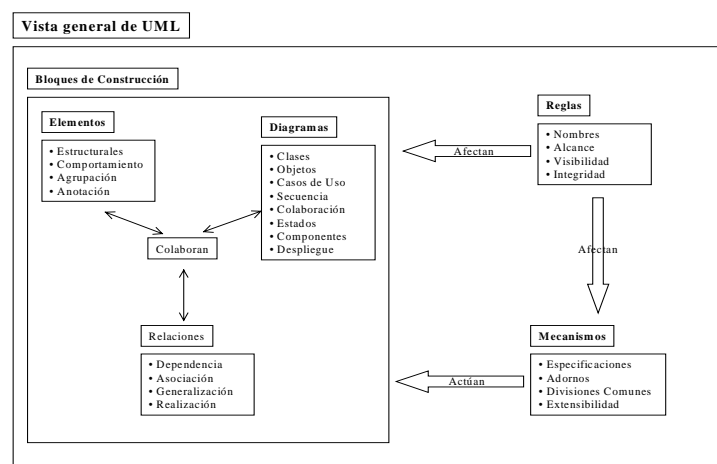 Vista general de UML
Bloques de Construcción
Elementos
• Estructurales
• Comportamiento
• Agrupación
• Anotación
Diagramas
• Clases
• Objetos
• Casos de Uso
• Secuencia
• Colaboración
• Estados
• Componentes
• Despliegue
Colaboran
Relaciones
• Dependencia
• Asociación
• Generalización
• Realización
Afectan
Reglas
• Nombres
• Alcance
• Visibilidad
• Integridad
Afectan
Mecanismos
• Especificaciones
• Adornos
• Divisiones Comunes
• Extensibilidad
Actúan